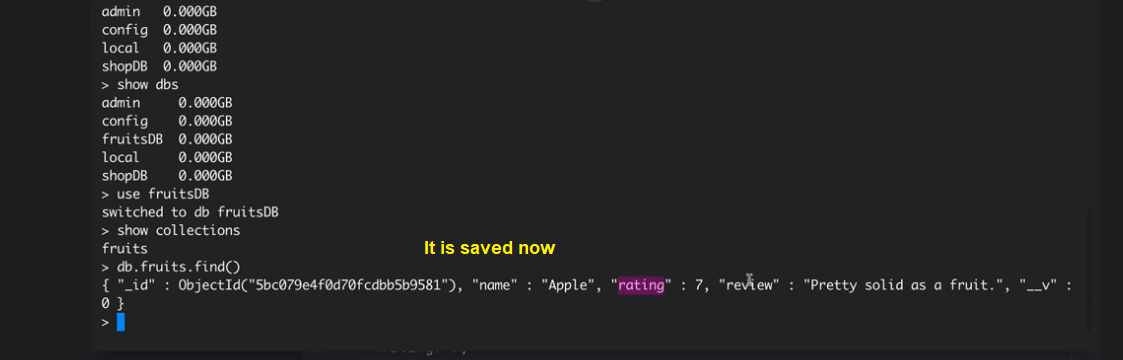 admin   0.000GB
config  0.000GB
local   0.000GB
shopDB  0.000GB
> show dbs
admin     0.000GB
config    0.000GB
fruitsDB  0.000GB
local     0.000GB
shopDB    0.000GB
> use fruitsDB
switched to db fruitsDB
> show collections
fruits
It is saved now
> db.fruits.find()
{ "_id" : ObjectId("5bc079e4f0d70fcdbb5b9581"), "name" : "Apple", "rating" : 7, "review" : "Pretty solid as a fruit.", "__v" :
0 }
>